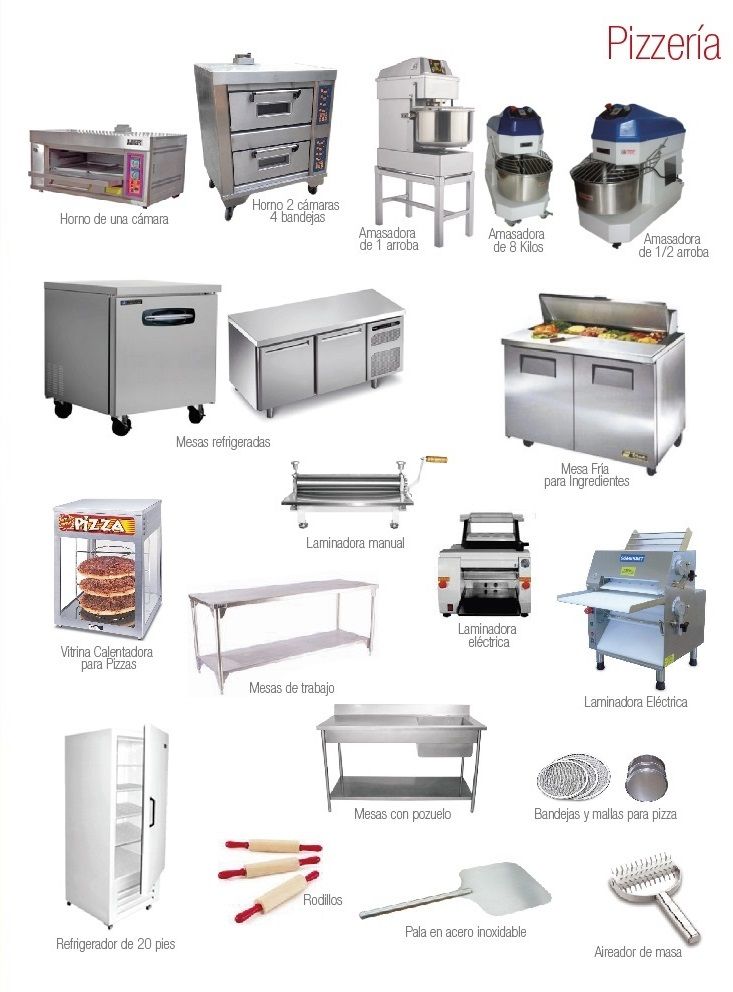 Pizzería
Horno de una cámara
Horno 2 cámaras
4 bandejas
Amasadora
de 1 arroba
Amasadora
de 8 Kilos
Amasadora
de 1/2 arroba
Mesas refrigeradas
Mesa Fría
para Ingredientes
Laminadora manual
PIZZA
Vitrina Calentadora
para Pizzas
Mesas de trabajo
Laminadora
eléctrica
SOMERSET
Laminadora Eléctrica
Mesas con pozuelo
Bandejas y mallas para pizza
Refrigerador de 20 pies
Rodillos
Pala en acero inoxidable
Aireador de masa